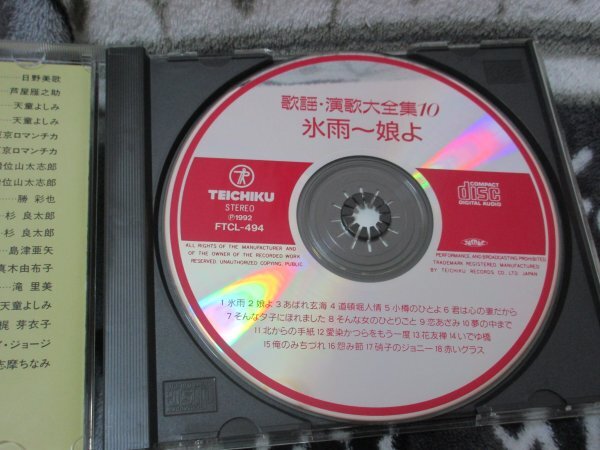 日野美歌
芦屋雁之助
天童よしみ
天童よしみ
東京ロマンチカ
東京ロマンチカ
増位山太志郎
増位山太志郎
勝 彩也
杉 良太郎
杉 良太郎
島津亜矢
真木由布子
滝 里美
天童よしみ
梶 芽衣子
イ・ジョージ
志摩ちなみ
歌謡・演歌大全集10
氷雨〜娘よ
TEICHIKU
STEREO
Ⓟ1992
FTCL-494
COMPACT
disc
DIGITAL AUDIO
ALL RIGHTS OF THE MANUFACTURER AND
OF THE OWNER OF THE RECORDED WORK
RESERVED. UNAUTHORIZED COPYING, PUBLIC
PERFORMANCE AND BROADCASTING PROHIBITED.
TRADEMARK REGISTERED. MANUFACTURED
BY TEICHIKU RECORDS CO., LTD. JAPAN
1 氷雨 2 娘よ 3 あばれ玄海 4 道頓堀人情 5 小樽のひとよ 6 君は心の妻だから
7 そんな夕子にほれました 8 そんな女のひとりごと 9 恋あざみ 10 夢の中まで
11 北からの手紙 12 愛染かつらをもう一度 13 花友禅 14 いでゆ橋
15 俺のみちづれ 16 怨み節 17 硝子のジョニー 18 赤いグラス